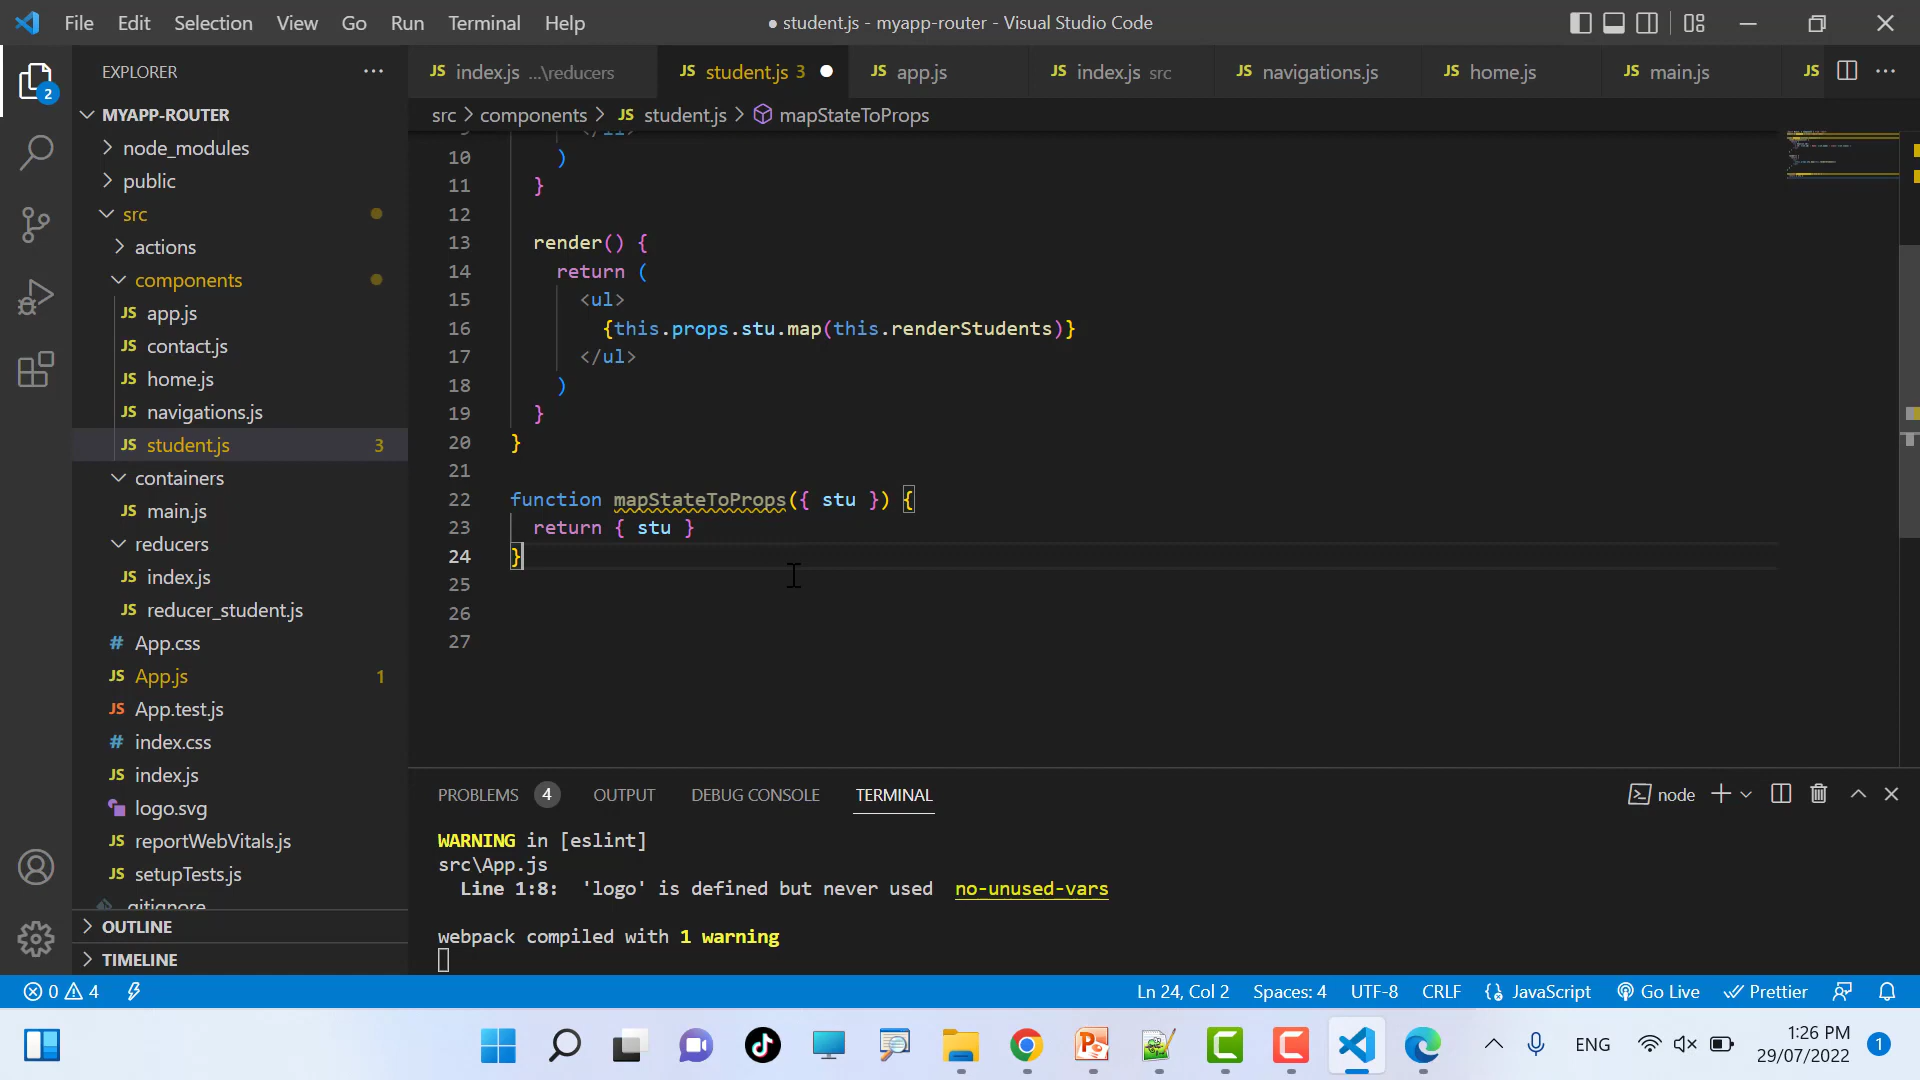 File Edit Selection View Go Run Terminal Help
● student.js - myapp-router - Visual Studio Code
EXPLORER
2
MYAPP-ROUTER
node_modules
public
src
actions
components
app.js
contact.js
home.js
navigations.js
student.js 3
containers
main.js
reducers
index.js
reducer_student.js
App.css
App.js 1
App.test.js
index.css
index.js
logo.svg
reportWebVitals.js
setupTests.js
.gitignore
OUTLINE
TIMELINE
index.js ...\reducers
student.js 3
app.js
index.js src
navigations.js
home.js
main.js
JS
src > components > JS student.js > mapStateToProps
9 </li>
10 )
11 }
12
13 render() {
14 return (
15 <ul>
16 {this.props.stu.map(this.renderStudents)}
17 </ul>
18 )
19 }
20 }
21
22 function mapStateToProps({ stu }) {
23 return { stu }
24 }
25
26
27
PROBLEMS 4 OUTPUT DEBUG CONSOLE TERMINAL
node
WARNING in [eslint]
src\App.js
Line 1:8: 'logo' is defined but never used no-unused-vars
webpack compiled with 1 warning
0 4
Ln 24, Col 2 Spaces: 4 UTF-8 CRLF JavaScript Go Live Prettier
ENG
1:26 PM
29/07/2022
1